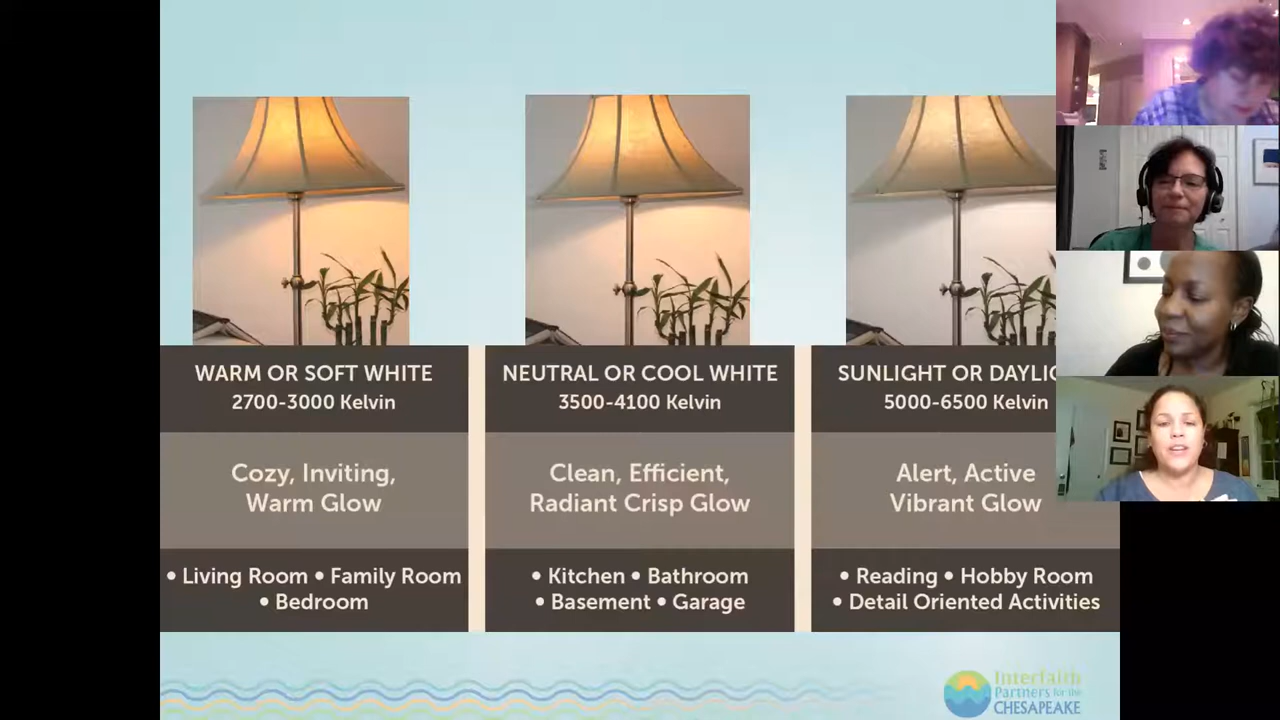 WARM OR SOFT WHITE
2700-3000 Kelvin
Cozy, Inviting,
Warm Glow
• Living Room • Family Room
• Bedroom
NEUTRAL OR COOL WHITE
3500-4100 Kelvin
Clean, Efficient,
Radiant Crisp Glow
• Kitchen • Bathroom
• Basement • Garage
SUNLIGHT OR
5000-6500 Kelvin
Alert, Active
Vibrant Glow
• Reading • Hobby Room
• Detail Oriented Activities
Interfaith
Partners for the
CHESAPEAKE